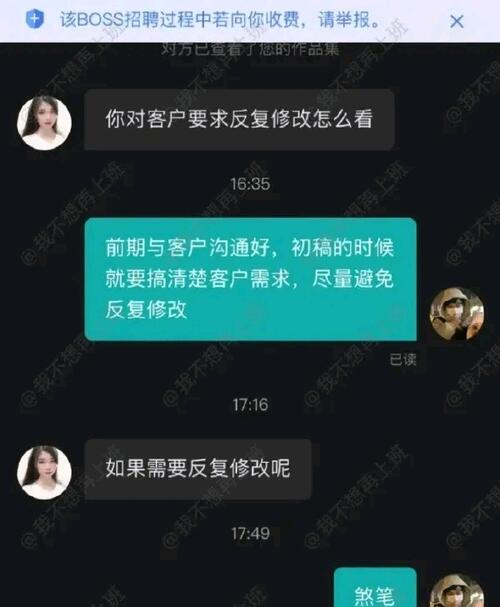 该BOSS招聘过程中若向你收费，请举报。
对方已查看了您的作品集
你对客户要求反复修改怎么看
16:35
前期与客户沟通好，初稿的时候
就要搞清楚客户需求，尽量避免
反复修改
已读
17:16
如果需要反复修改呢
17:49
煞笔
@我不想再上班